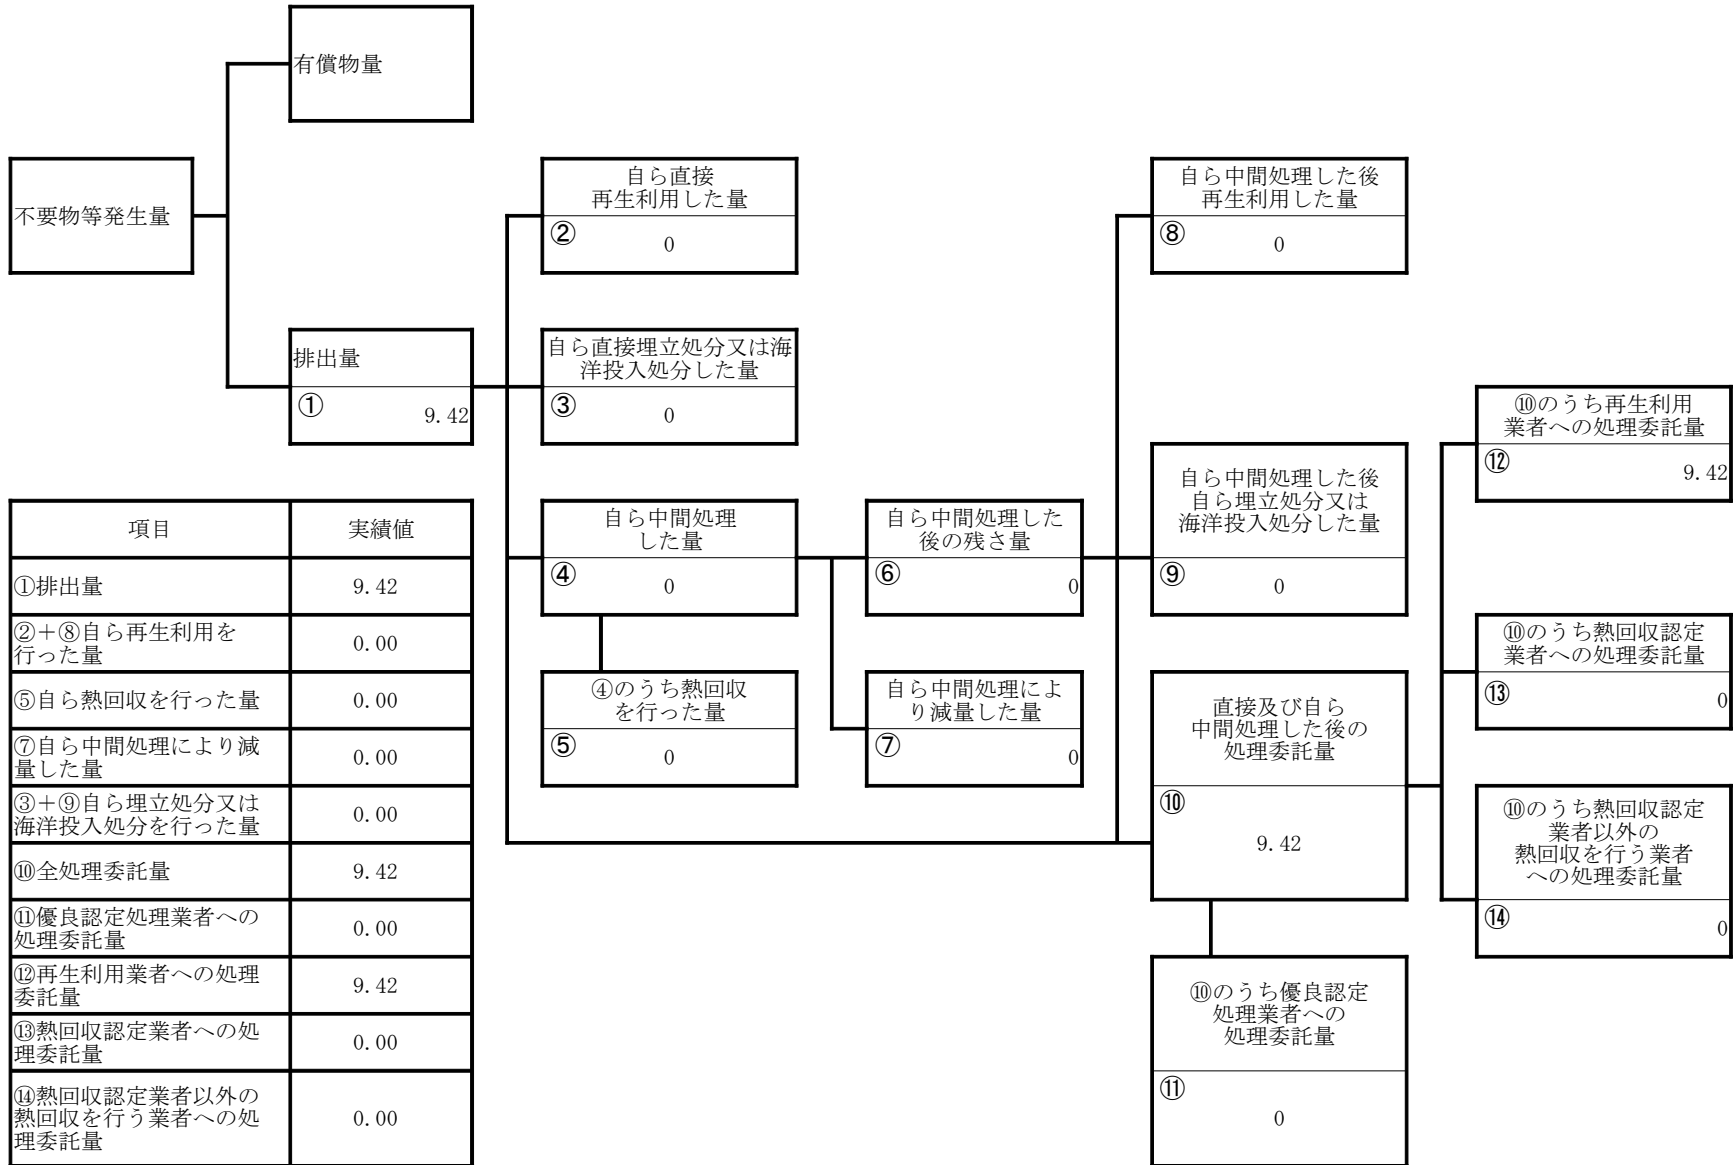 有償物量
不要物等発生量
自ら直接
再生利用した量
②
0
自ら中間処理した後
再生利用した量
⑧
0
排出量
①
9.42
自ら直接埋立処分又は海
洋投入処分した量
③
0
⑩のうち再生利用
業者への処理委託量
⑫
9.42
自ら中間処理
した量
④
0
自ら中間処理した
後の残さ量
⑥
0
自ら中間処理した後
自ら埋立処分又は
海洋投入処分した量
⑨
0
⑩のうち熱回収認定
業者への処理委託量
⑬
0
④のうち熱回収
を行った量
⑤
0
自ら中間処理によ
り減量した量
⑦
0
直接及び自ら
中間処理した後の
処理委託量
⑩
9.42
⑩のうち熱回収認定
業者以外の
熱回収を行う業者
への処理委託量
⑭
0
⑩のうち優良認定
処理業者への
処理委託量
⑪
0
項目 実績値
①排出量 9.42
②＋⑧自ら再生利用を
行った量 0.00
⑤自ら熱回収を行った量 0.00
⑦自ら中間処理により減
量した量 0.00
③＋⑨自ら埋立処分又は
海洋投入処分を行った量 0.00
⑩全処理委託量 9.42
⑪優良認定処理業者への
処理委託量 0.00
⑫再生利用業者への処理
委託量 9.42
⑬熱回収認定業者への処
理委託量 0.00
⑭熱回収認定業者以外の
熱回収を行う業者への処
理委託量 0.00